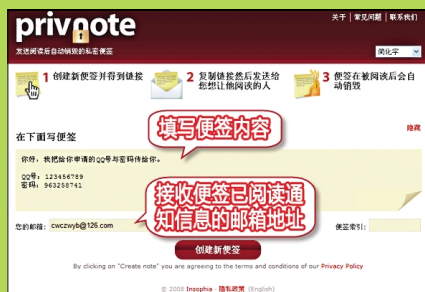 privnote
关于 | 常见问题 | 联系我们
发送阅读后自动销毁的私密便签
简化字
1 创建新便签并得到链接
2 复制链接然后发送给您想让他阅读的人
3 便签在被阅读后会自动销毁
隐藏
在下面写便签
填写便签内容
你好，我把给你申请的QQ号与密码传给你。
QQ号：123456789
密码：963258741
接收便签已阅读通
知信息的邮箱地址
您的邮箱: cwczwyb@126.com
便签索引:
创建新便签
By clicking on "Create note" you are agreeing to the terms and conditions of our Privacy Policy
© 2008 Insophia - 隐私政策 (English)